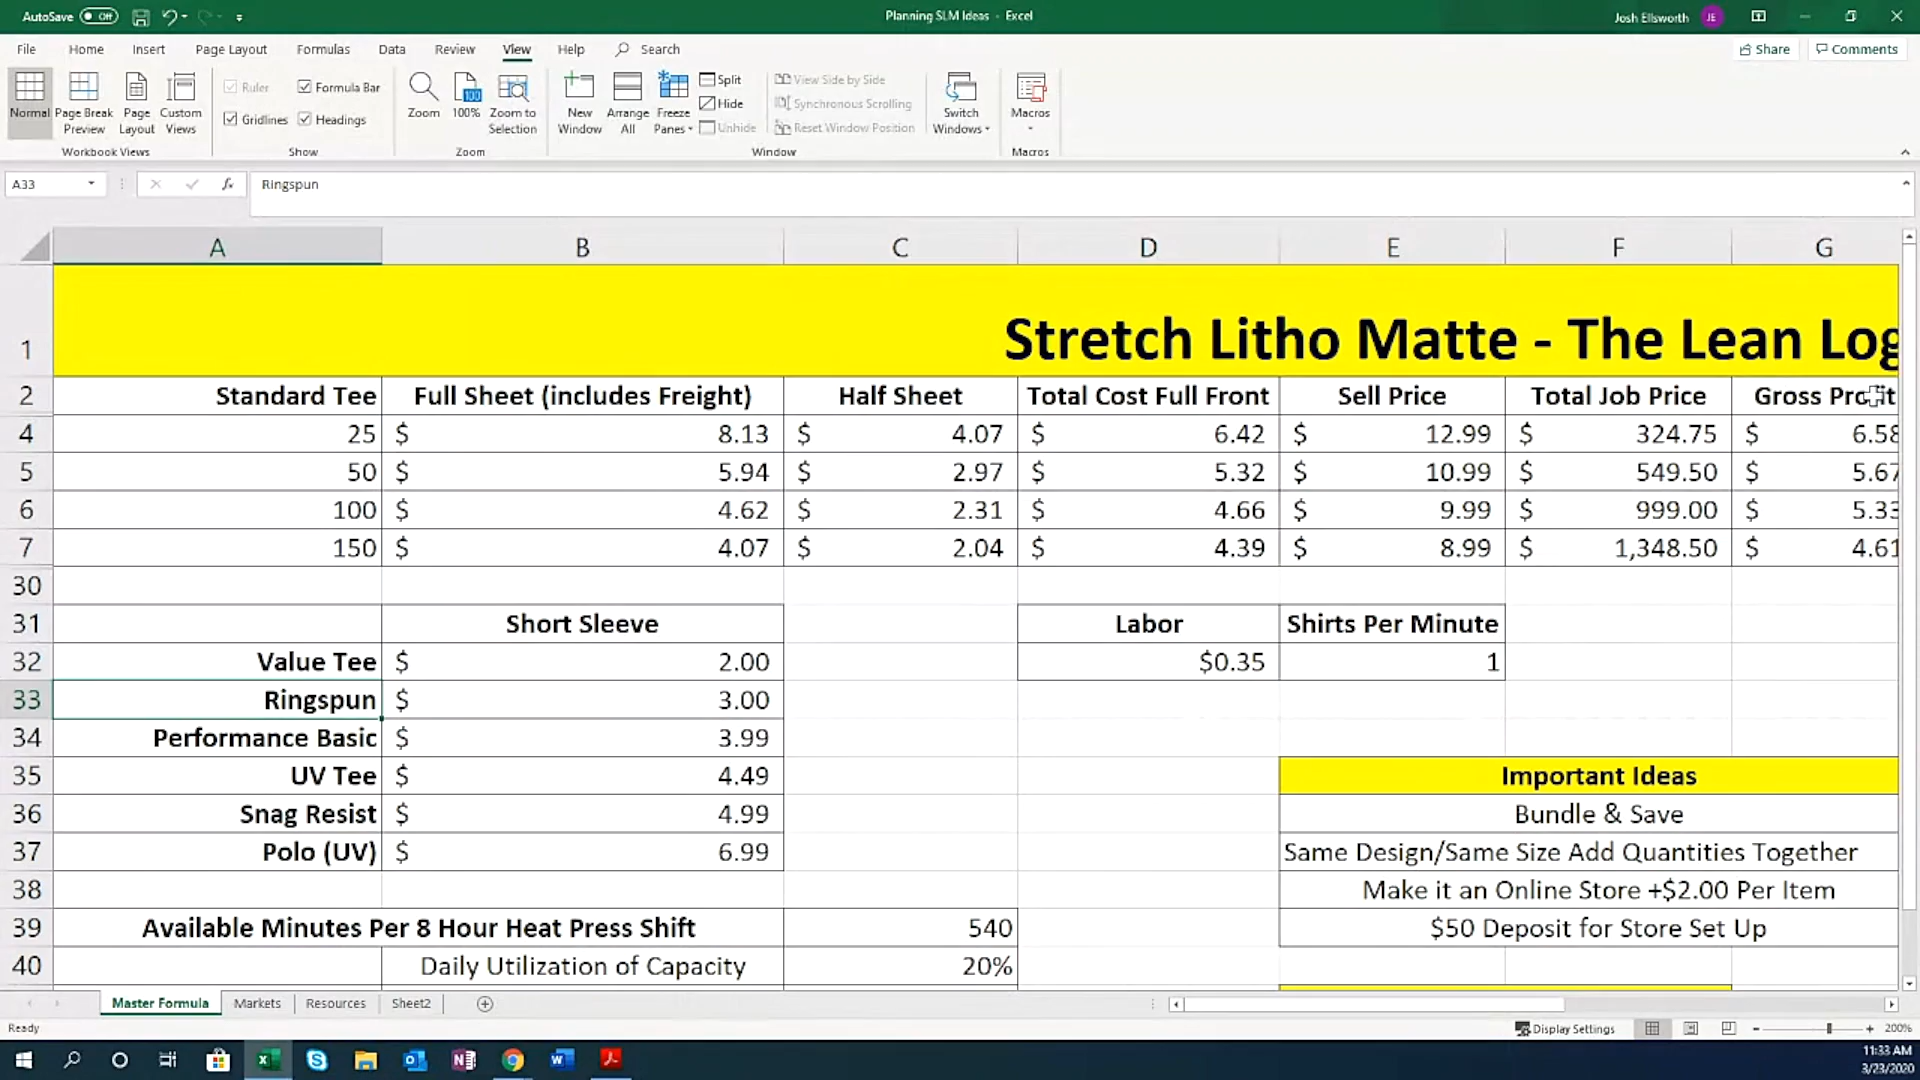 AutoSave Off
Planning SLM Ideas - Excel
Josh Ellsworth JE
File Home Insert Page Layout Formulas Data Review View Help Search
Share Comments
Normal Page Break Preview Page Layout Custom Views
Workbook Views
Ruler Formula Bar
Gridlines Headings
Show
Zoom 100% Zoom to Selection
Zoom
New Window Arrange All Freeze Panes
Split
Hide
Unhide
View Side by Side
Synchronous Scrolling
Reset Window Position
Window
Switch Windows
Macros
Macros
A33 fx Ringspun
A B C D E F G
1 Stretch Litho Matte - The Lean Log
2 Standard Tee Full Sheet (includes Freight) Half Sheet Total Cost Full Front Sell Price Total Job Price Gross Profit
4 25 $ 8.13 $ 4.07 $ 6.42 $ 12.99 $ 324.75 $ 6.58
5 50 $ 5.94 $ 2.97 $ 5.32 $ 10.99 $ 549.50 $ 5.67
6 100 $ 4.62 $ 2.31 $ 4.66 $ 9.99 $ 999.00 $ 5.33
7 150 $ 4.07 $ 2.04 $ 4.39 $ 8.99 $ 1,348.50 $ 4.61
30
31 Short Sleeve Labor Shirts Per Minute
32 Value Tee $ 2.00 $0.35 1
33 Ringspun $ 3.00
34 Performance Basic $ 3.99
35 UV Tee $ 4.49 Important Ideas
36 Snag Resist $ 4.99 Bundle & Save
37 Polo (UV) $ 6.99 Same Design/Same Size Add Quantities Together
38 Make it an Online Store +$2.00 Per Item
39 Available Minutes Per 8 Hour Heat Press Shift 540 $50 Deposit for Store Set Up
40 Daily Utilization of Capacity 20%
Master Formula Markets Resources Sheet2
Ready
Display Settings
200%
11:33 AM
3/23/2020